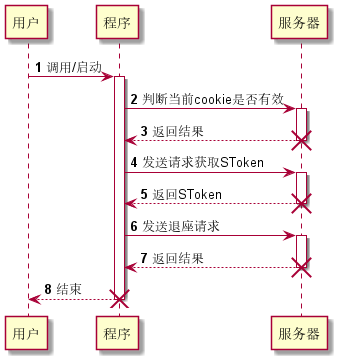 用户 程序 服务器
1 调用/启动
2 判断当前cookie是否有效
3 返回结果
4 发送请求获取SToken
5 返回SToken
6 发送退座请求
7 返回结果
8 结束
用户 程序 服务器